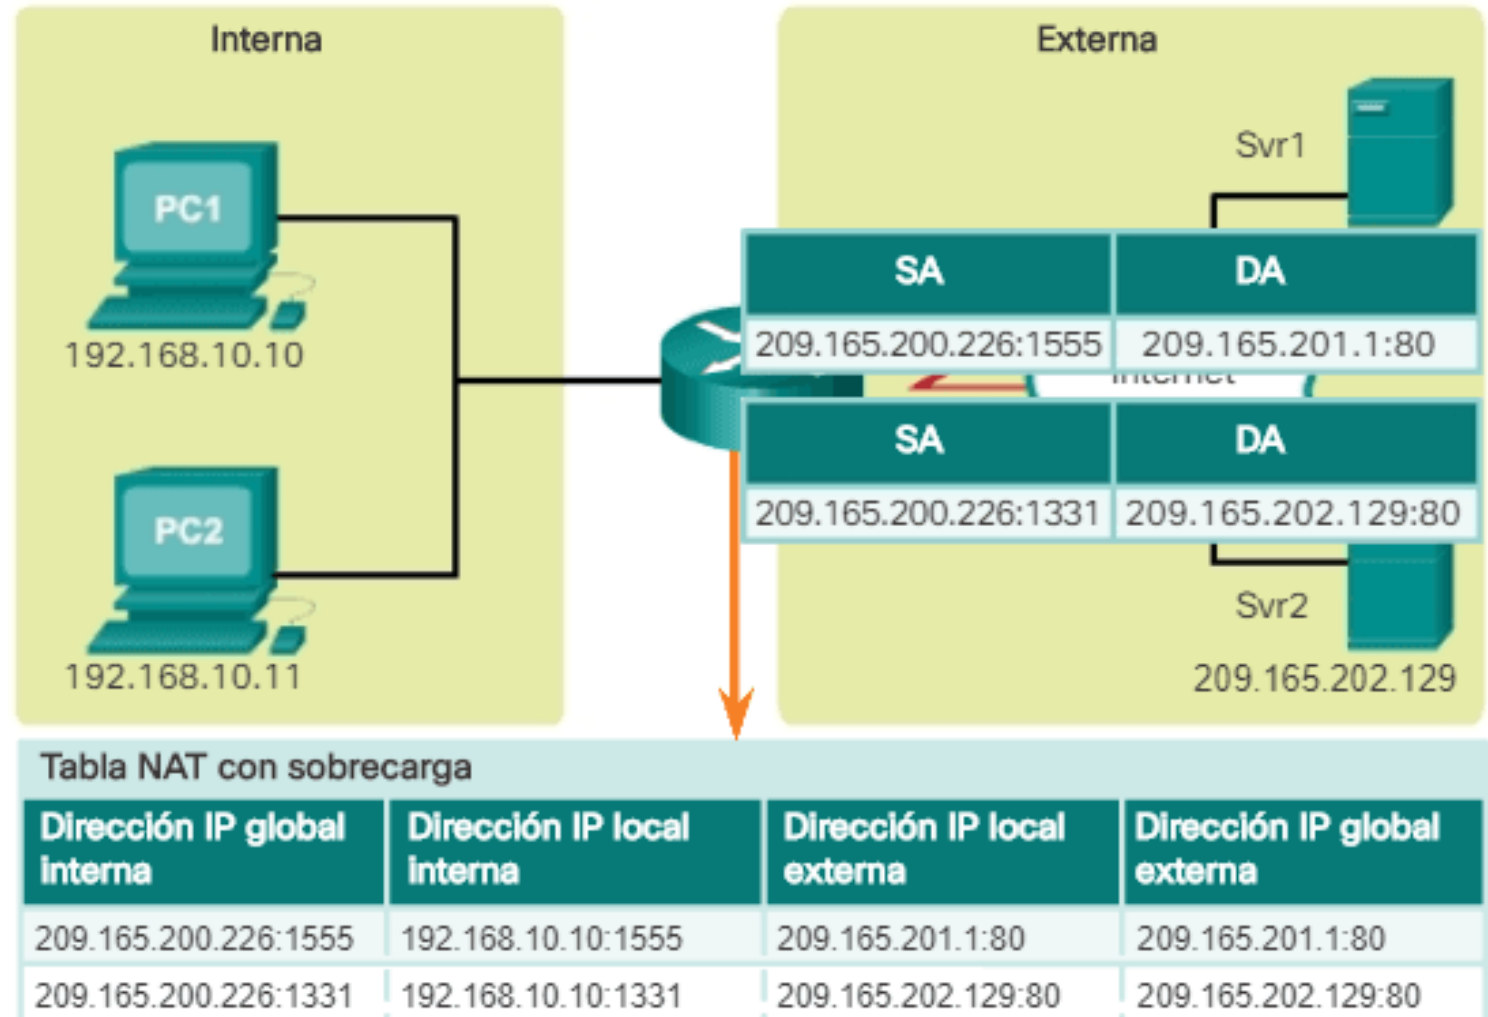 Interna
Externa
PC1
192.168.10.10
Svr1
SA DA
209.165.200.226:1555 209.165.201.1:80
Internet
SA DA
209.165.200.226:1331 209.165.202.129:80
PC2
192.168.10.11
Svr2
209.165.202.129
Tabla NAT con sobrecarga
Dirección IP global interna
Dirección IP local interna
Dirección IP local externa
Dirección IP global externa
209.165.200.226:1555 192.168.10.10:1555 209.165.201.1:80 209.165.201.1:80
209.165.200.226:1331 192.168.10.10:1331 209.165.202.129:80 209.165.202.129:80